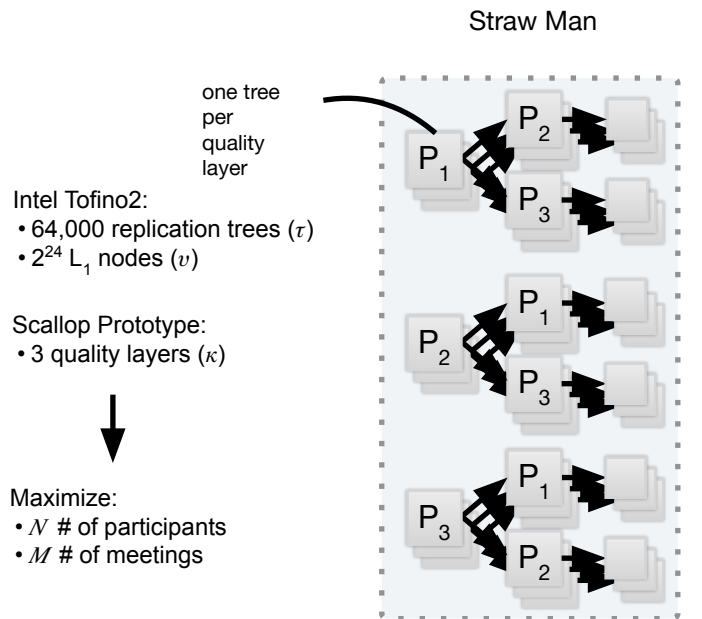 Straw Man
one tree
per
quality
layer
P₁
P₂
P₃
Intel Tofino2:
• 64,000 replication trees (τ)
• 2²⁴ L₁ nodes (υ)
P₂
P₁
P₃
Scallop Prototype:
• 3 quality layers (κ)
P₃
P₁
P₂
Maximize:
• N # of participants
• M # of meetings